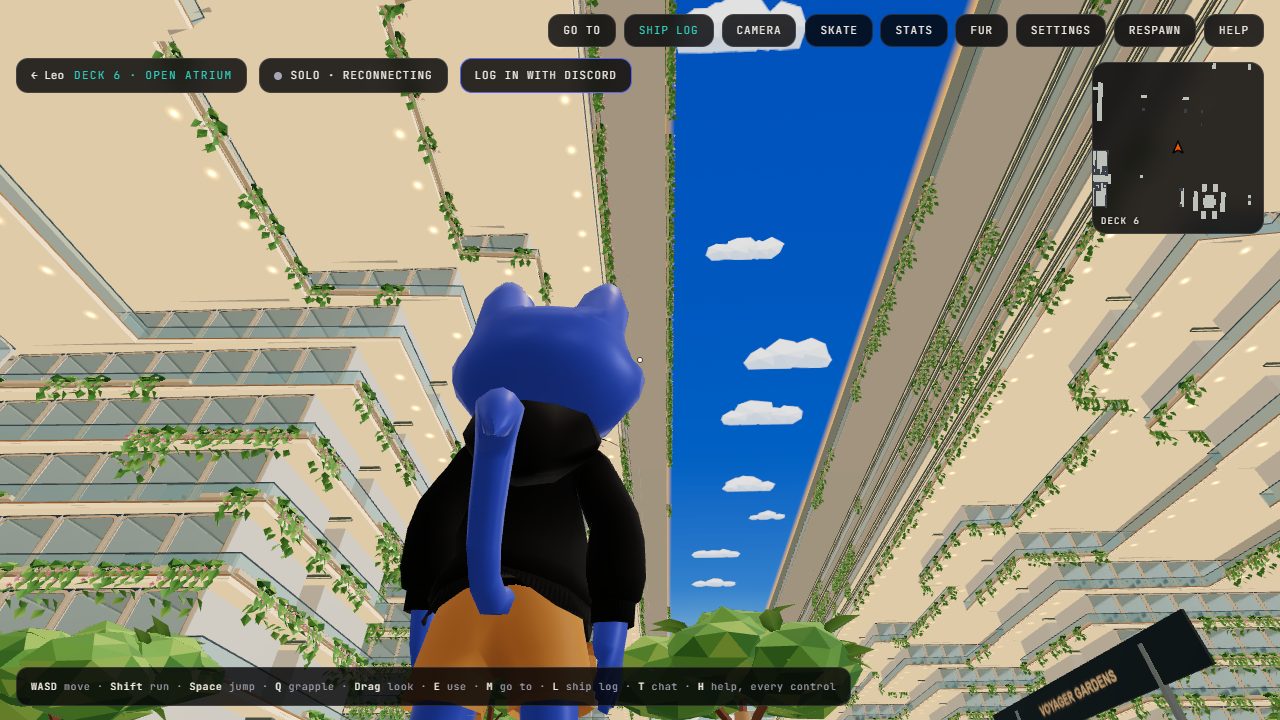 GO TO
SHIP LOG
CAMERA
SKATE
STATS
FUR
SETTINGS
RESPAWN
HELP
← Leo DECK 6 · OPEN ATRIUM
SOLO · RECONNECTING
LOG IN WITH DISCORD
DECK 6
VOYAGER GARDENS
WASD move · Shift run · Space jump · Q grapple · Drag look · E use · M go to · L ship log · T chat · H help, every control